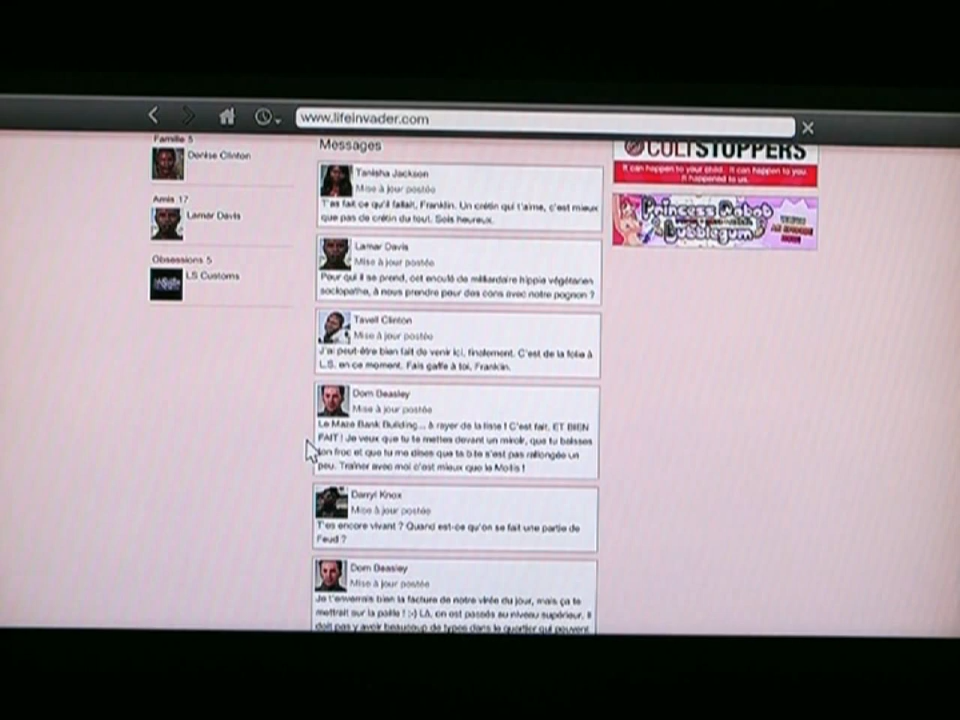 www.lifeinvader.com
Famille 5
Denise Clinton
Amis 17
Lamar Davis
Obsessions 5
LS Customs
Messages
Tanisha Jackson
Mise à jour postée
T'as fait ce qu'il fallait, Franklin. Un crétin qui t'aime, c'est mieux
que pas de crétin du tout. Sois heureux.
Lamar Davis
Mise à jour postée
Pour qui il se prend, cet enculé de milliardaire hippie végétarien
sociopathe, à nous prendre pour des cons avec notre pognon ?
Tavell Clinton
Mise à jour postée
J'ai peut-être bien fait de venir ici, finalement. C'est de la folie à
L.S. en ce moment. Fais gaffe à toi, Franklin.
Dom Beasley
Mise à jour postée
Le Maze Bank Building... à rayer de la liste ! C'est fait, ET BIEN
FAIT ! Je veux que tu te mettes devant un miroir, que tu baisses
ton froc et que tu me dises que ta bite s'est pas rallongée un
peu. Traîner avec moi c'est mieux que le Motis !
Darryl Knox
Mise à jour postée
T'es encore vivant ? Quand est-ce qu'on se fait une partie de
Feud ?
Dom Beasley
Mise à jour postée
Je t'enverrais bien la facture de notre virée du jour, mais ça te
mettrait sur la paille ! :-) LA, on est passés au niveau supérieur. Il
doit pas y avoir beaucoup de types dans le quartier qui peuvent
CULTSTOPPERS
It can happen to your child. It can happen to you.
It happened to us.
Princess Robot
Bubblegum